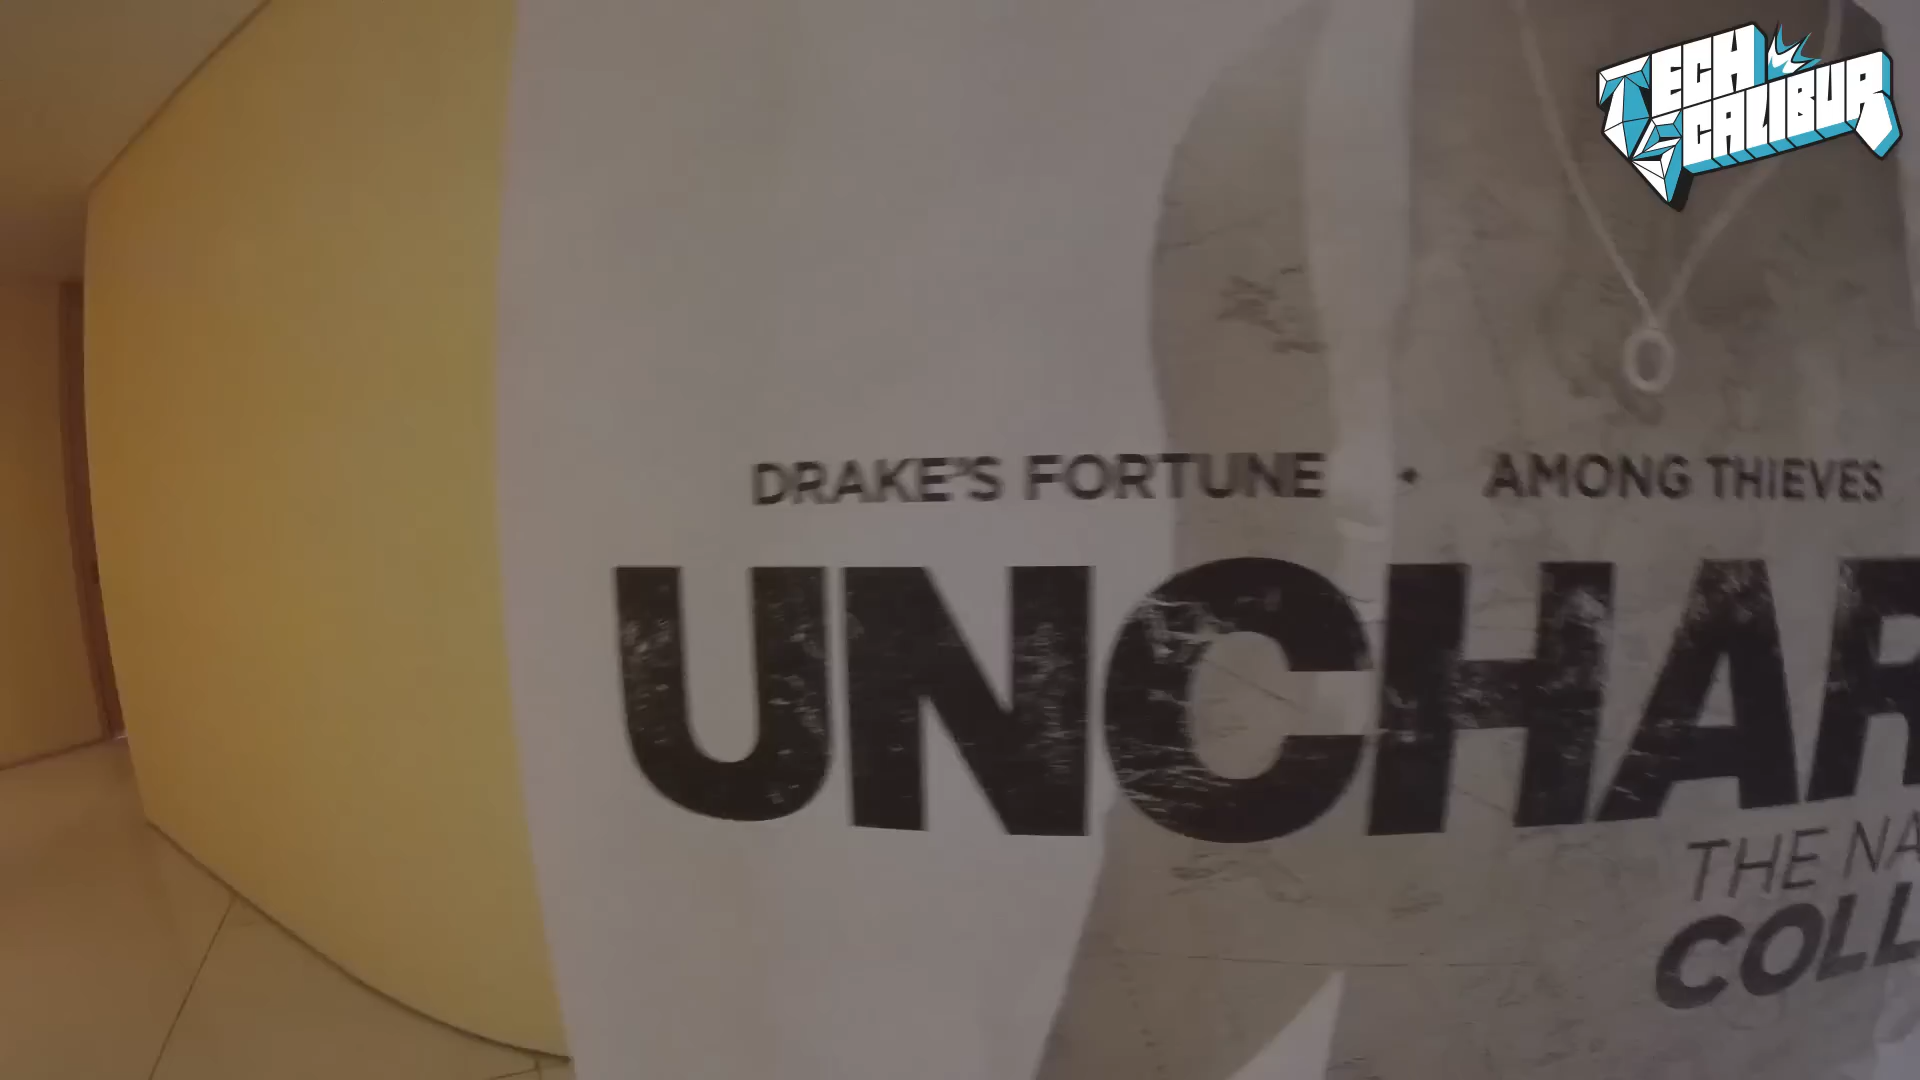 TECH
CALIBUR
DRAKE'S FORTUNE • AMONG THIEVES
UNCHAR
THE NA
COLL